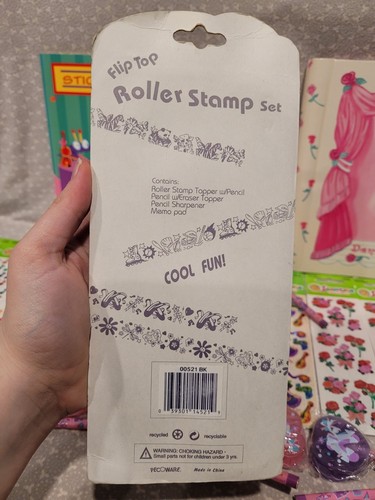 Flip Top
Roller Stamp Set
STIC
Contains:
Roller Stamp Topper w/Pencil
Pencil w/Eraser Topper
Pencil Sharpener
Memo pad
COOL FUN!
00521 BK
recycled
recyclable
WARNING: CHOKING HAZARD -
Small parts not for children under 3 yrs.
Made in China